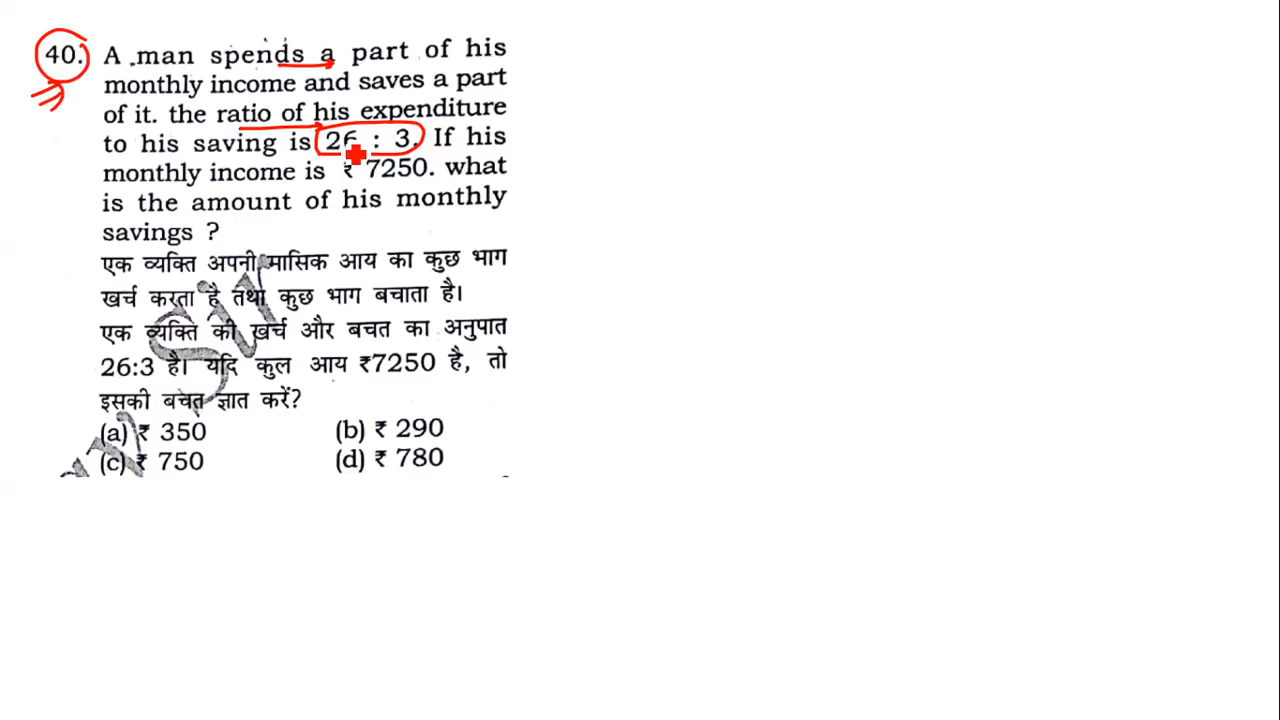 40. A man spends a part of his
monthly income and saves a part
of it. the ratio of his expenditure
to his saving is 26 : 3. If his
monthly income is ₹ 7250. what
is the amount of his monthly
savings ?
एक व्यक्ति अपनी मासिक आय का कुछ भाग
खर्च करता है तथा कुछ भाग बचाता है।
एक व्यक्ति की खर्च और बचत का अनुपात
26:3 है। यदि कुल आय ₹7250 है, तो
इसकी बचत ज्ञात करें?
(a) ₹ 350 (b) ₹ 290
(c) ₹ 750 (d) ₹ 780
Sir